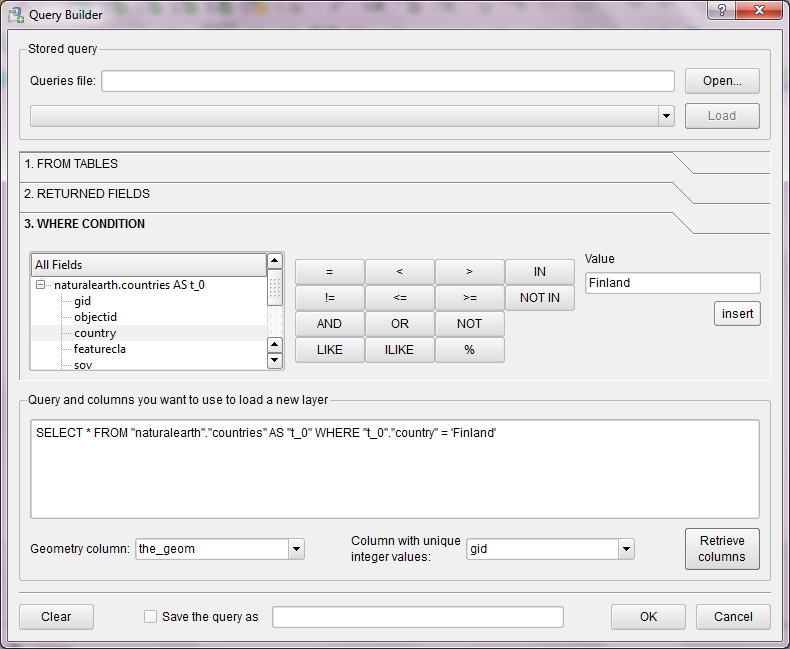 Query Builder
?
Stored query
Queries file:
Open...
Load
1. FROM TABLES
2. RETURNED FIELDS
3. WHERE CONDITION
All Fields
naturalearth.countries AS t_0
gid
objectid
country
featurecla
sov
= < > IN
!= <= >= NOT IN
AND OR NOT
LIKE ILIKE %
Value
Finland
insert
Query and columns you want to use to load a new layer
SELECT * FROM "naturalearth"."countries" AS "t_0" WHERE "t_0"."country" = 'Finland'
Geometry column: the_geom
Column with unique
integer values:
gid
Retrieve
columns
Clear
Save the query as
OK
Cancel